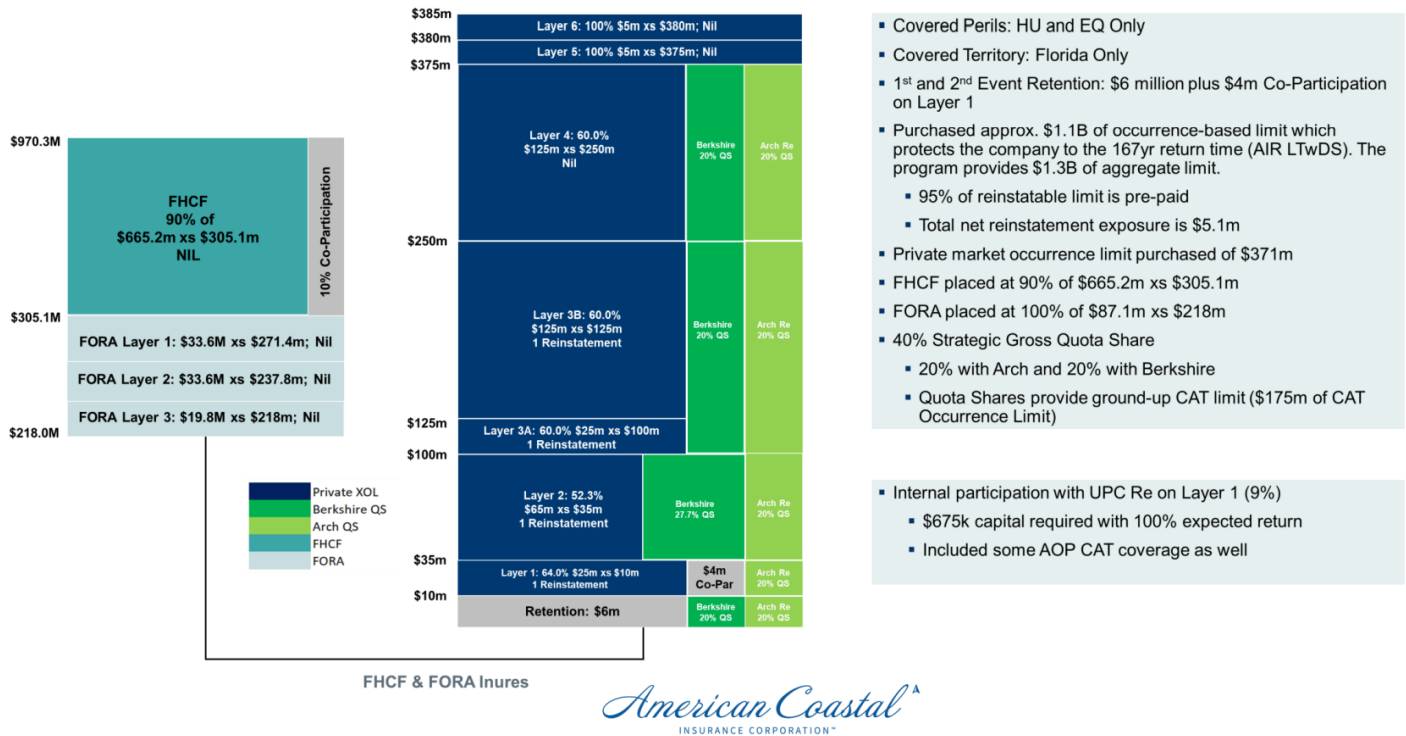 $970.3M
FHCF
90% of
$665.2m xs $305.1m
NIL
10% Co-Participation
$305.1M
FORA Layer 1: $33.6M xs $271.4m; Nil
FORA Layer 2: $33.6M xs $237.8m; Nil
FORA Layer 3: $19.8M xs $218m; Nil
$218.0M
Private XOL
Berkshire QS
Arch QS
FHCF
FORA
FHCF & FORA Inures
$385m
Layer 6: 100% $5m xs $380m; Nil
$380m
Layer 5: 100% $5m xs $375m; Nil
$375m
Layer 4: 60.0%
$125m xs $250m
Nil
Berkshire
20% QS
Arch Re
20% QS
$250m
Layer 3B: 60.0%
$125m xs $125m
1 Reinstatement
Berkshire
20% QS
Arch Re
20% QS
$125m
Layer 3A: 60.0% $25m xs $100m
1 Reinstatement
$100m
Layer 2: 52.3%
$65m xs $35m
1 Reinstatement
Berkshire
27.7% QS
Arch Re
20% QS
$35m
Layer 1: 64.0% $25m xs $10m
1 Reinstatement
$4m
Co-Par
Arch Re
20% QS
$10m
Retention: $6m
Berkshire
20% QS
Arch Re
20% QS
▪ Covered Perils: HU and EQ Only
▪ Covered Territory: Florida Only
▪ 1st and 2nd Event Retention: $6 million plus $4m Co-Participation
on Layer 1
▪ Purchased approx. $1.1B of occurrence-based limit which
protects the company to the 167yr return time (AIR LTwDS). The
program provides $1.3B of aggregate limit.
▪ 95% of reinstatable limit is pre-paid
▪ Total net reinstatement exposure is $5.1m
▪ Private market occurrence limit purchased of $371m
▪ FHCF placed at 90% of $665.2m xs $305.1m
▪ FORA placed at 100% of $87.1m xs $218m
▪ 40% Strategic Gross Quota Share
▪ 20% with Arch and 20% with Berkshire
▪ Quota Shares provide ground-up CAT limit ($175m of CAT
Occurrence Limit)
▪ Internal participation with UPC Re on Layer 1 (9%)
▪ $675k capital required with 100% expected return
▪ Included some AOP CAT coverage as well
American Coastal
INSURANCE CORPORATION™